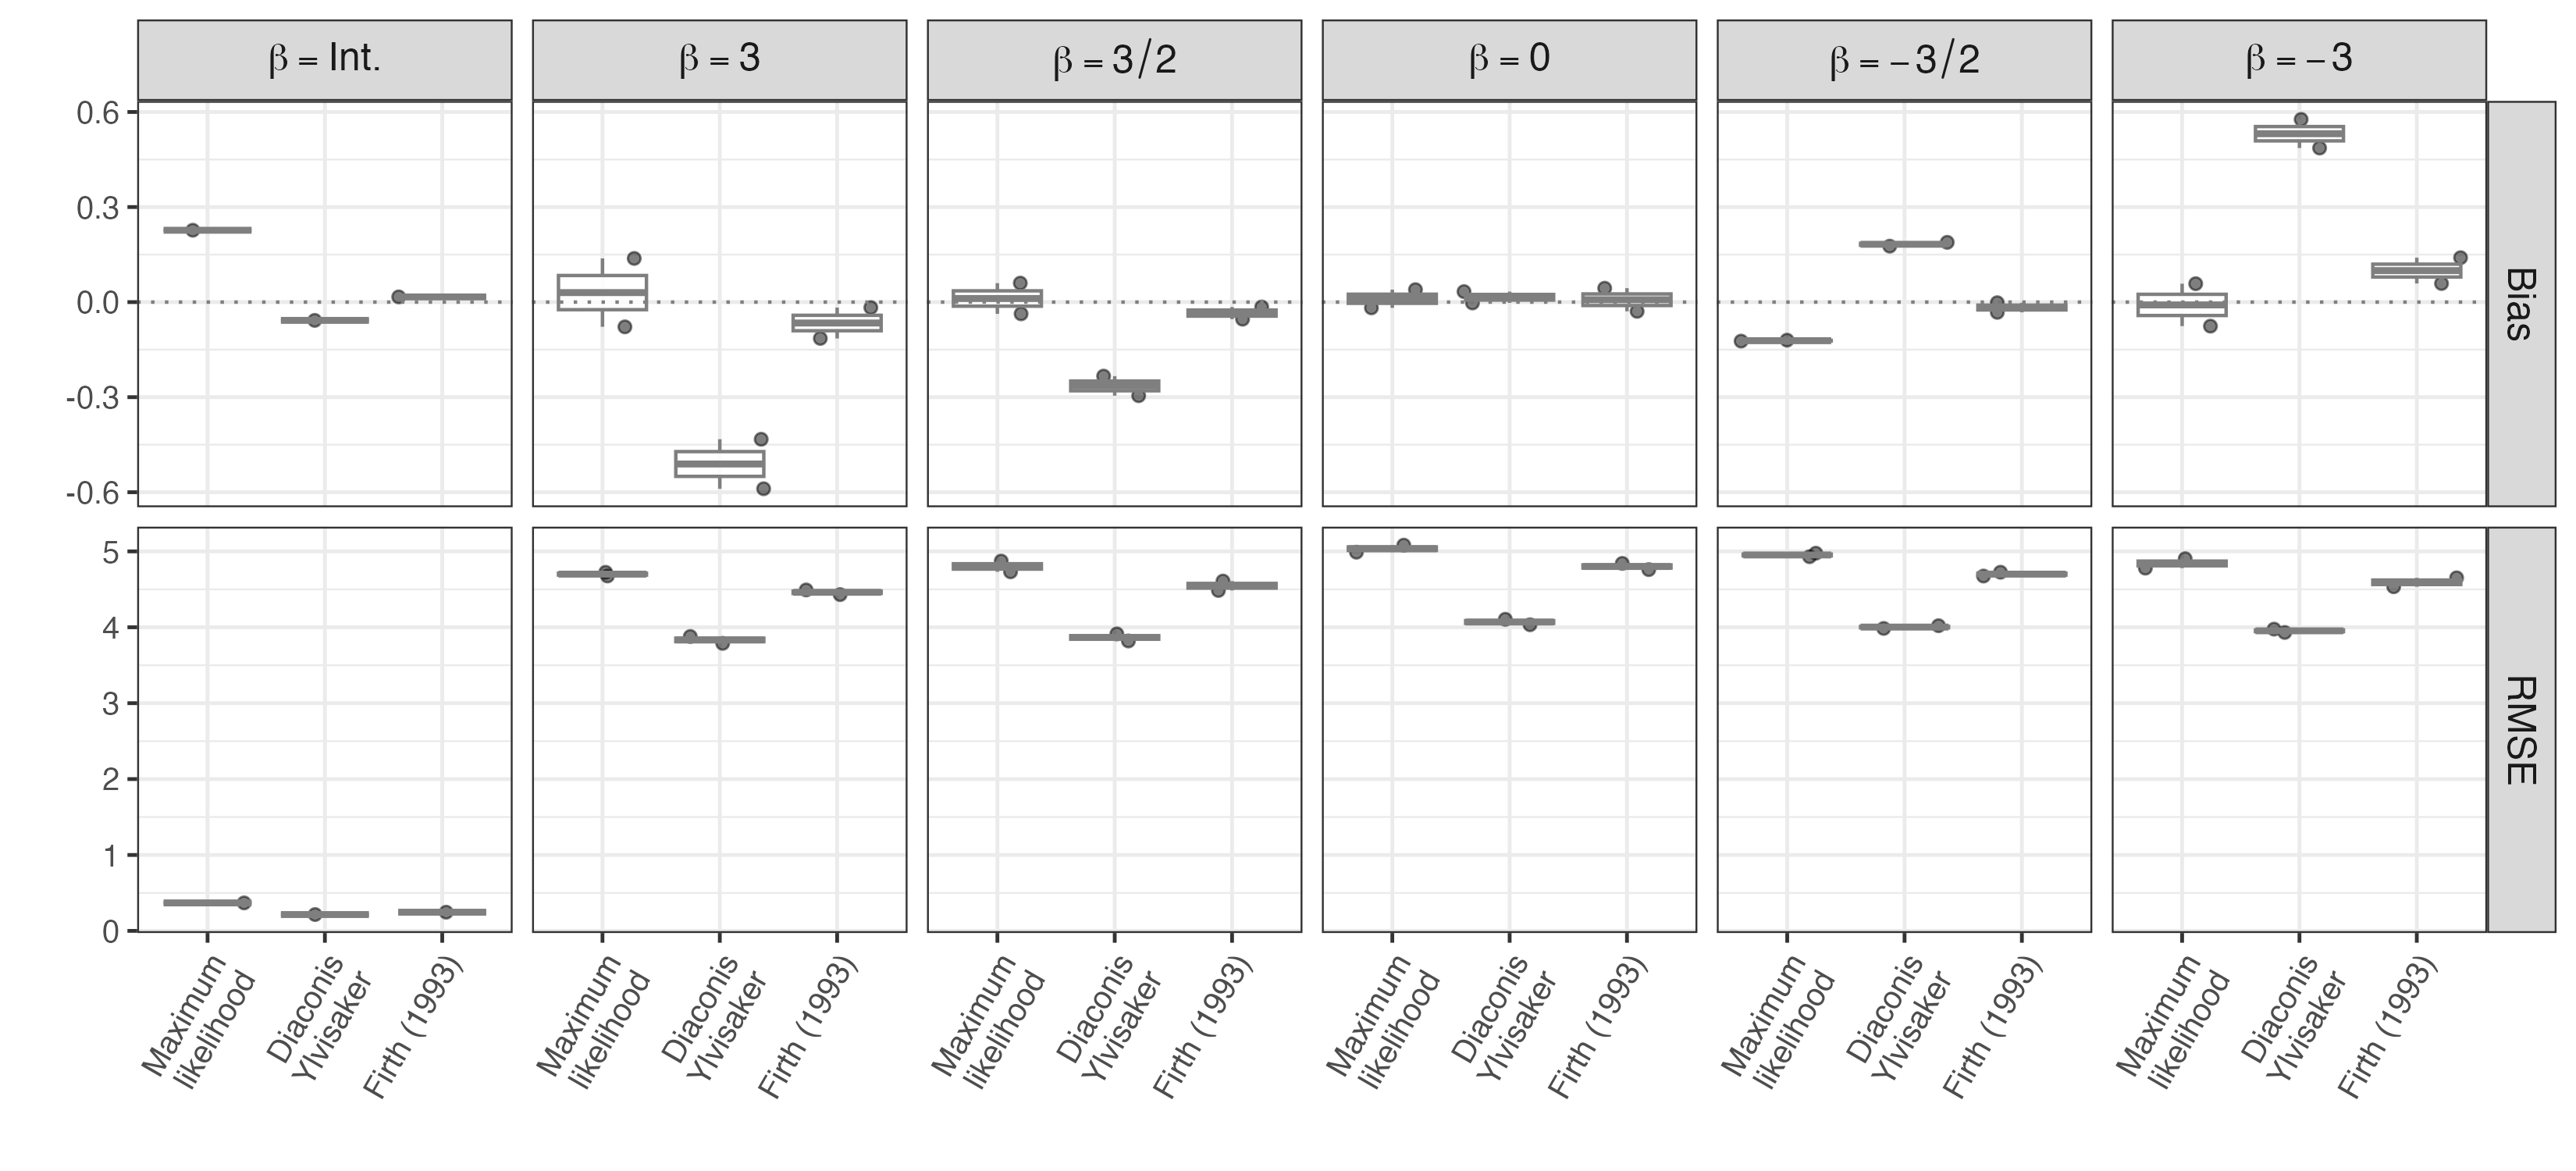 β = Int.
β = 3
β = 3/2
β = 0
β = −3/2
β = −3
0.6
0.3
0.0
-0.3
-0.6
Bias
5
4
3
2
1
0
RMSE
Maximum
likelihood
Diaconis
Ylvisaker
Firth (1993)
Maximum
likelihood
Diaconis
Ylvisaker
Firth (1993)
Maximum
likelihood
Diaconis
Ylvisaker
Firth (1993)
Maximum
likelihood
Diaconis
Ylvisaker
Firth (1993)
Maximum
likelihood
Diaconis
Ylvisaker
Firth (1993)
Maximum
likelihood
Diaconis
Ylvisaker
Firth (1993)